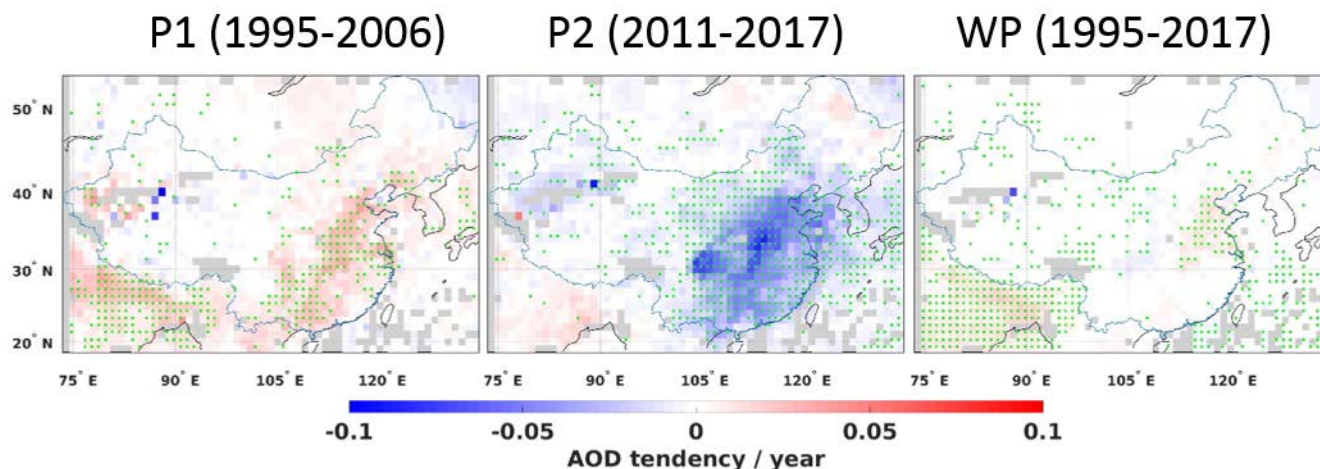 P1 (1995-2006) P2 (2011-2017) WP (1995-2017)
50° N
40° N
30° N
20° N
75° E 90° E 105° E 120° E 75° E 90° E 105° E 120° E 75° E 90° E 105° E 120° E
-0.1 -0.05 0 0.05 0.1
AOD tendency / year